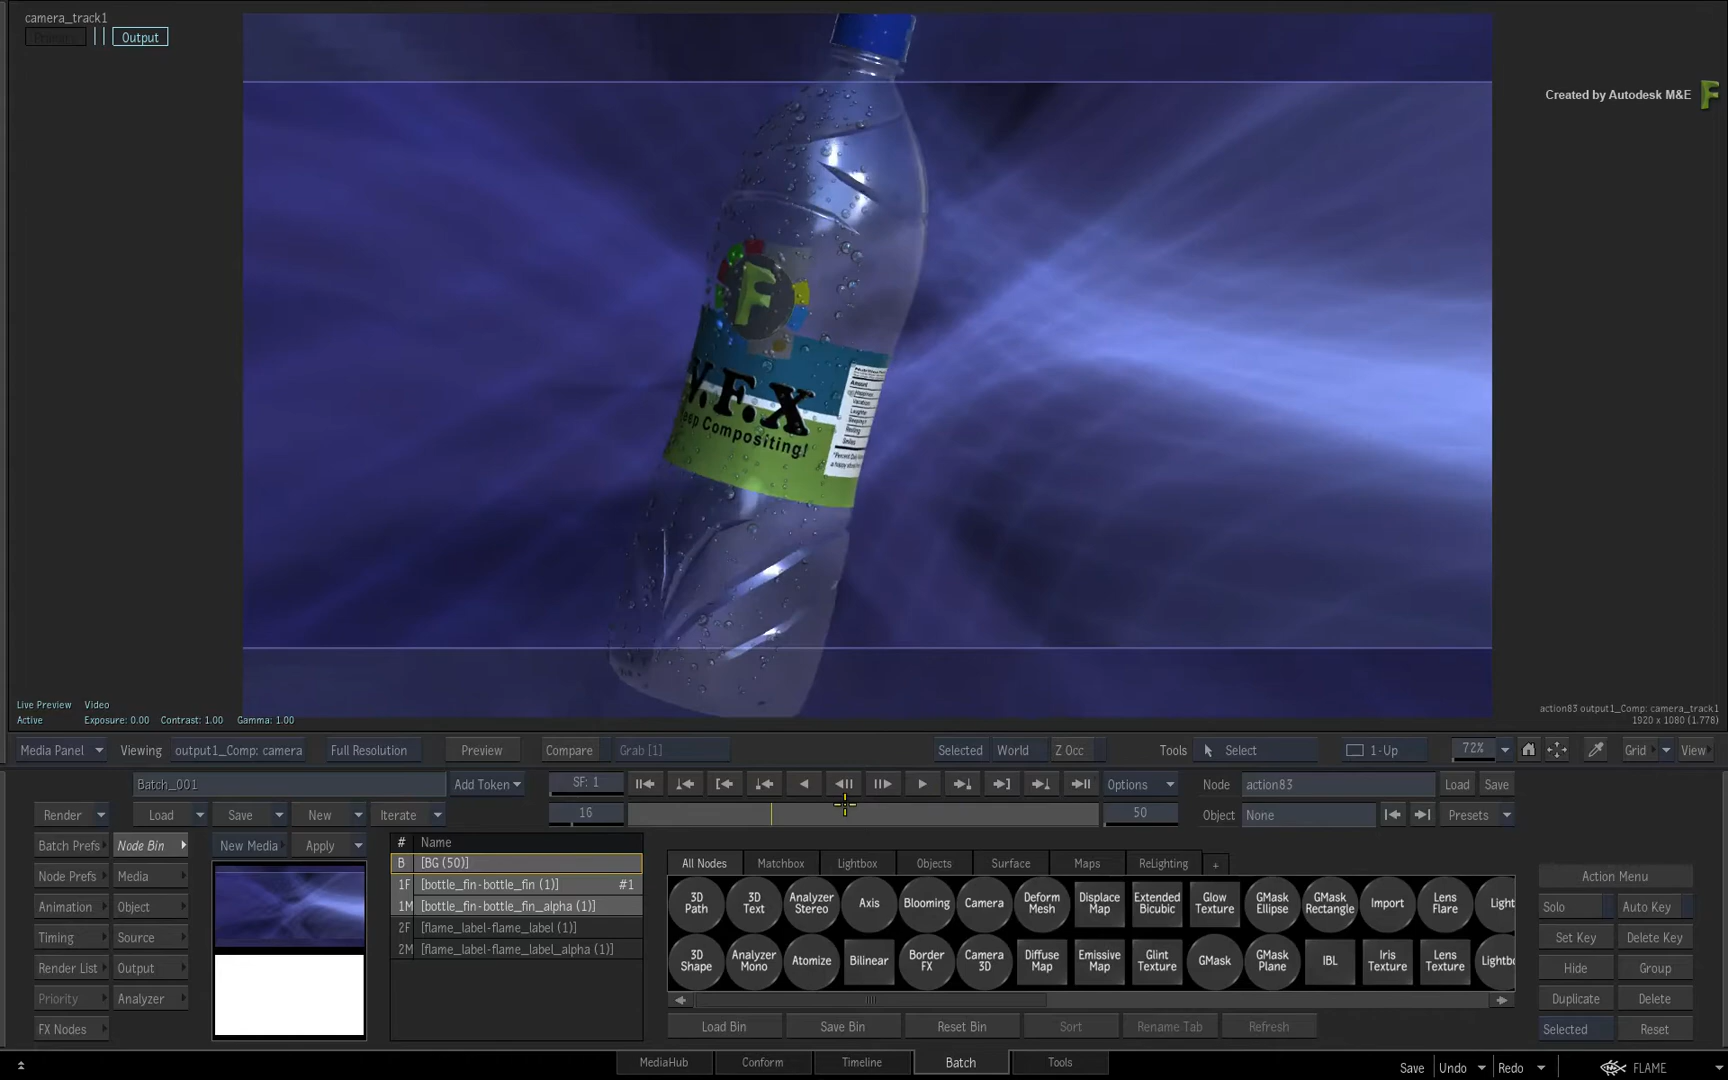 camera_track1
Output
Created by Autodesk M&E
F
.F.X
eep Compositing!
Amount
Laughter
Resting
Smiles
Live Preview Video
Active Exposure: 0.00 Contrast: 1.00 Gamma: 1.00
action83 output1_Comp: camera_track1
1920 x 1080 (1.778)
Media Panel Viewing output1_Comp: camera Full Resolution Preview Compare Grab [1] Selected World Z Occ Tools Select 1-Up 72% Grid View
Batch_001 Add Token SF: 1 Options Node action83 Load Save
Render Load Save New Iterate 16 50 Object None Presets
Batch Prefs Node Bin New Media Apply
Node Prefs Media
Animation Object
Timing Source
Render List Output
Priority Analyzer
FX Nodes
# Name
B [BG (50)]
1F [bottle_fin-bottle_fin (1)] #1
1M [bottle_fin-bottle_fin_alpha (1)]
2F [flame_label-flame_label (1)]
2M [flame_label-flame_label_alpha (1)]
All Nodes Matchbox Lightbox Objects Surface Maps ReLighting +
3D Path 3D Text Analyzer Stereo Axis Blooming Camera Deform Mesh Displace Map Extended Bicubic Glow Texture GMask Ellipse GMask Rectangle Import Lens Flare Light
3D Shape Analyzer Mono Atomize Bilinear Border FX Camera 3D Diffuse Map Emissive Map Glint Texture GMask GMask Plane IBL Iris Texture Lens Texture Lightbo
Load Bin Save Bin Reset Bin Sort Rename Tab Refresh
Action Menu
Solo Auto Key
Set Key Delete Key
Hide Group
Duplicate Delete
Selected Reset
MediaHub Conform Timeline Batch Tools
Save Undo Redo FLAME